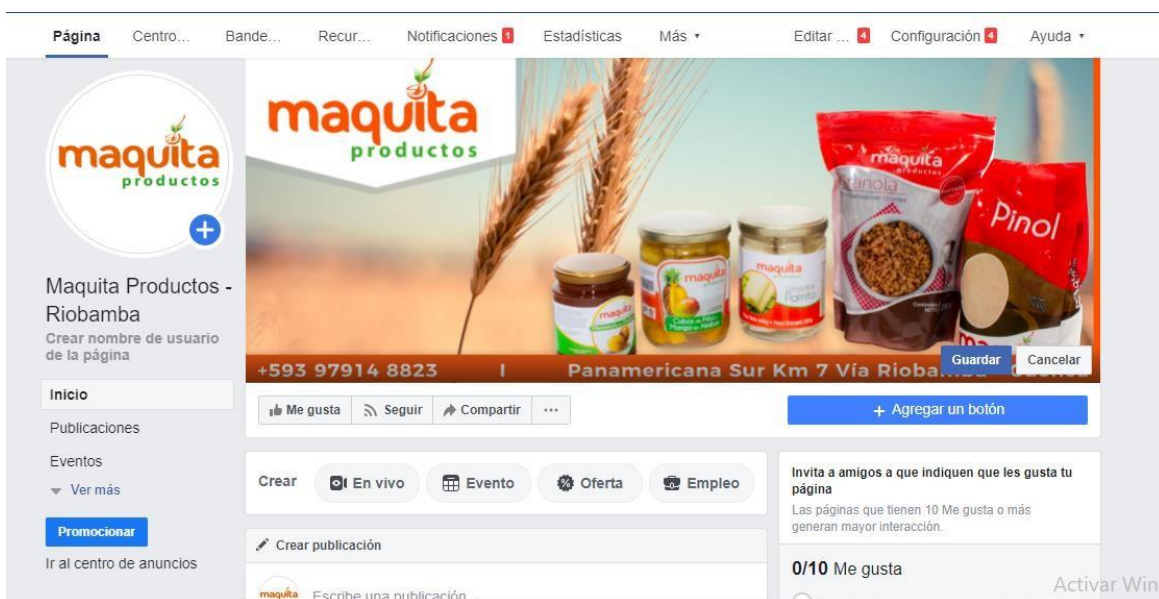 Página Centro... Bande... Recur... Notificaciones 1 Estadísticas Más Editar ... 4 Configuración 4 Ayuda
maquita
productos
Maquita Productos -
Riobamba
Crear nombre de usuario
de la página
Inicio
Publicaciones
Eventos
Ver más
Promocionar
Ir al centro de anuncios
maquita
productos
maquita
productos
Granola
Pinol
maquita
maquita
Palmito
maquita
+593 97914 8823 | Panamericana Sur Km 7 Vía
Guardar Cancelar
Me gusta Seguir Compartir ...
+ Agregar un botón
Crear En vivo Evento Oferta Empleo
Crear publicación
maquita Escribe una publicación...
Invita a amigos a que indiquen que les gusta tu
página
Las páginas que tienen 10 Me gusta o más
generan mayor interacción.
0/10 Me gusta
Activar Win